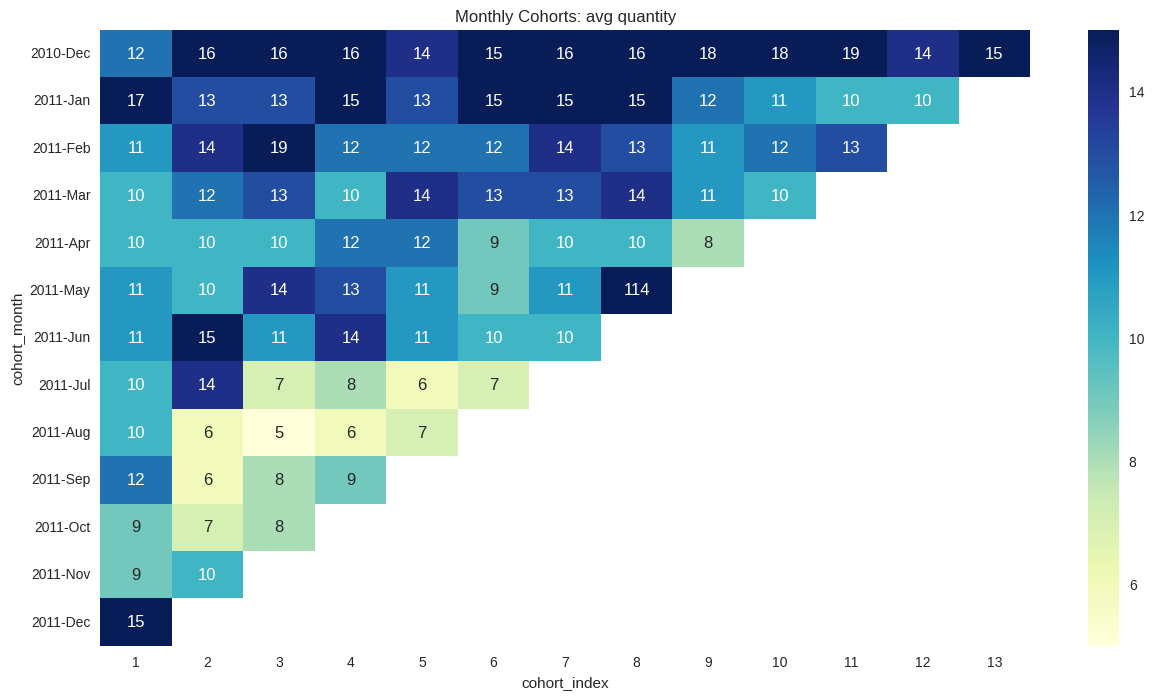 Monthly Cohorts: avg quantity
2010-Dec 12 16 16 16 14 15 16 16 18 18 19 14 15
2011-Jan 17 13 13 15 13 15 15 15 12 11 10 10
2011-Feb 11 14 19 12 12 12 14 13 11 12 13
2011-Mar 10 12 13 10 14 13 13 14 11 10
2011-Apr 10 10 10 12 12 9 10 10 8
2011-May 11 10 14 13 11 9 11 114
2011-Jun 11 15 11 14 11 10 10
2011-Jul 10 14 7 8 6 7
2011-Aug 10 6 5 6 7
2011-Sep 12 6 8 9
2011-Oct 9 7 8
2011-Nov 9 10
2011-Dec 15
1 2 3 4 5 6 7 8 9 10 11 12 13
cohort_index
cohort_month
14
12
10
8
6